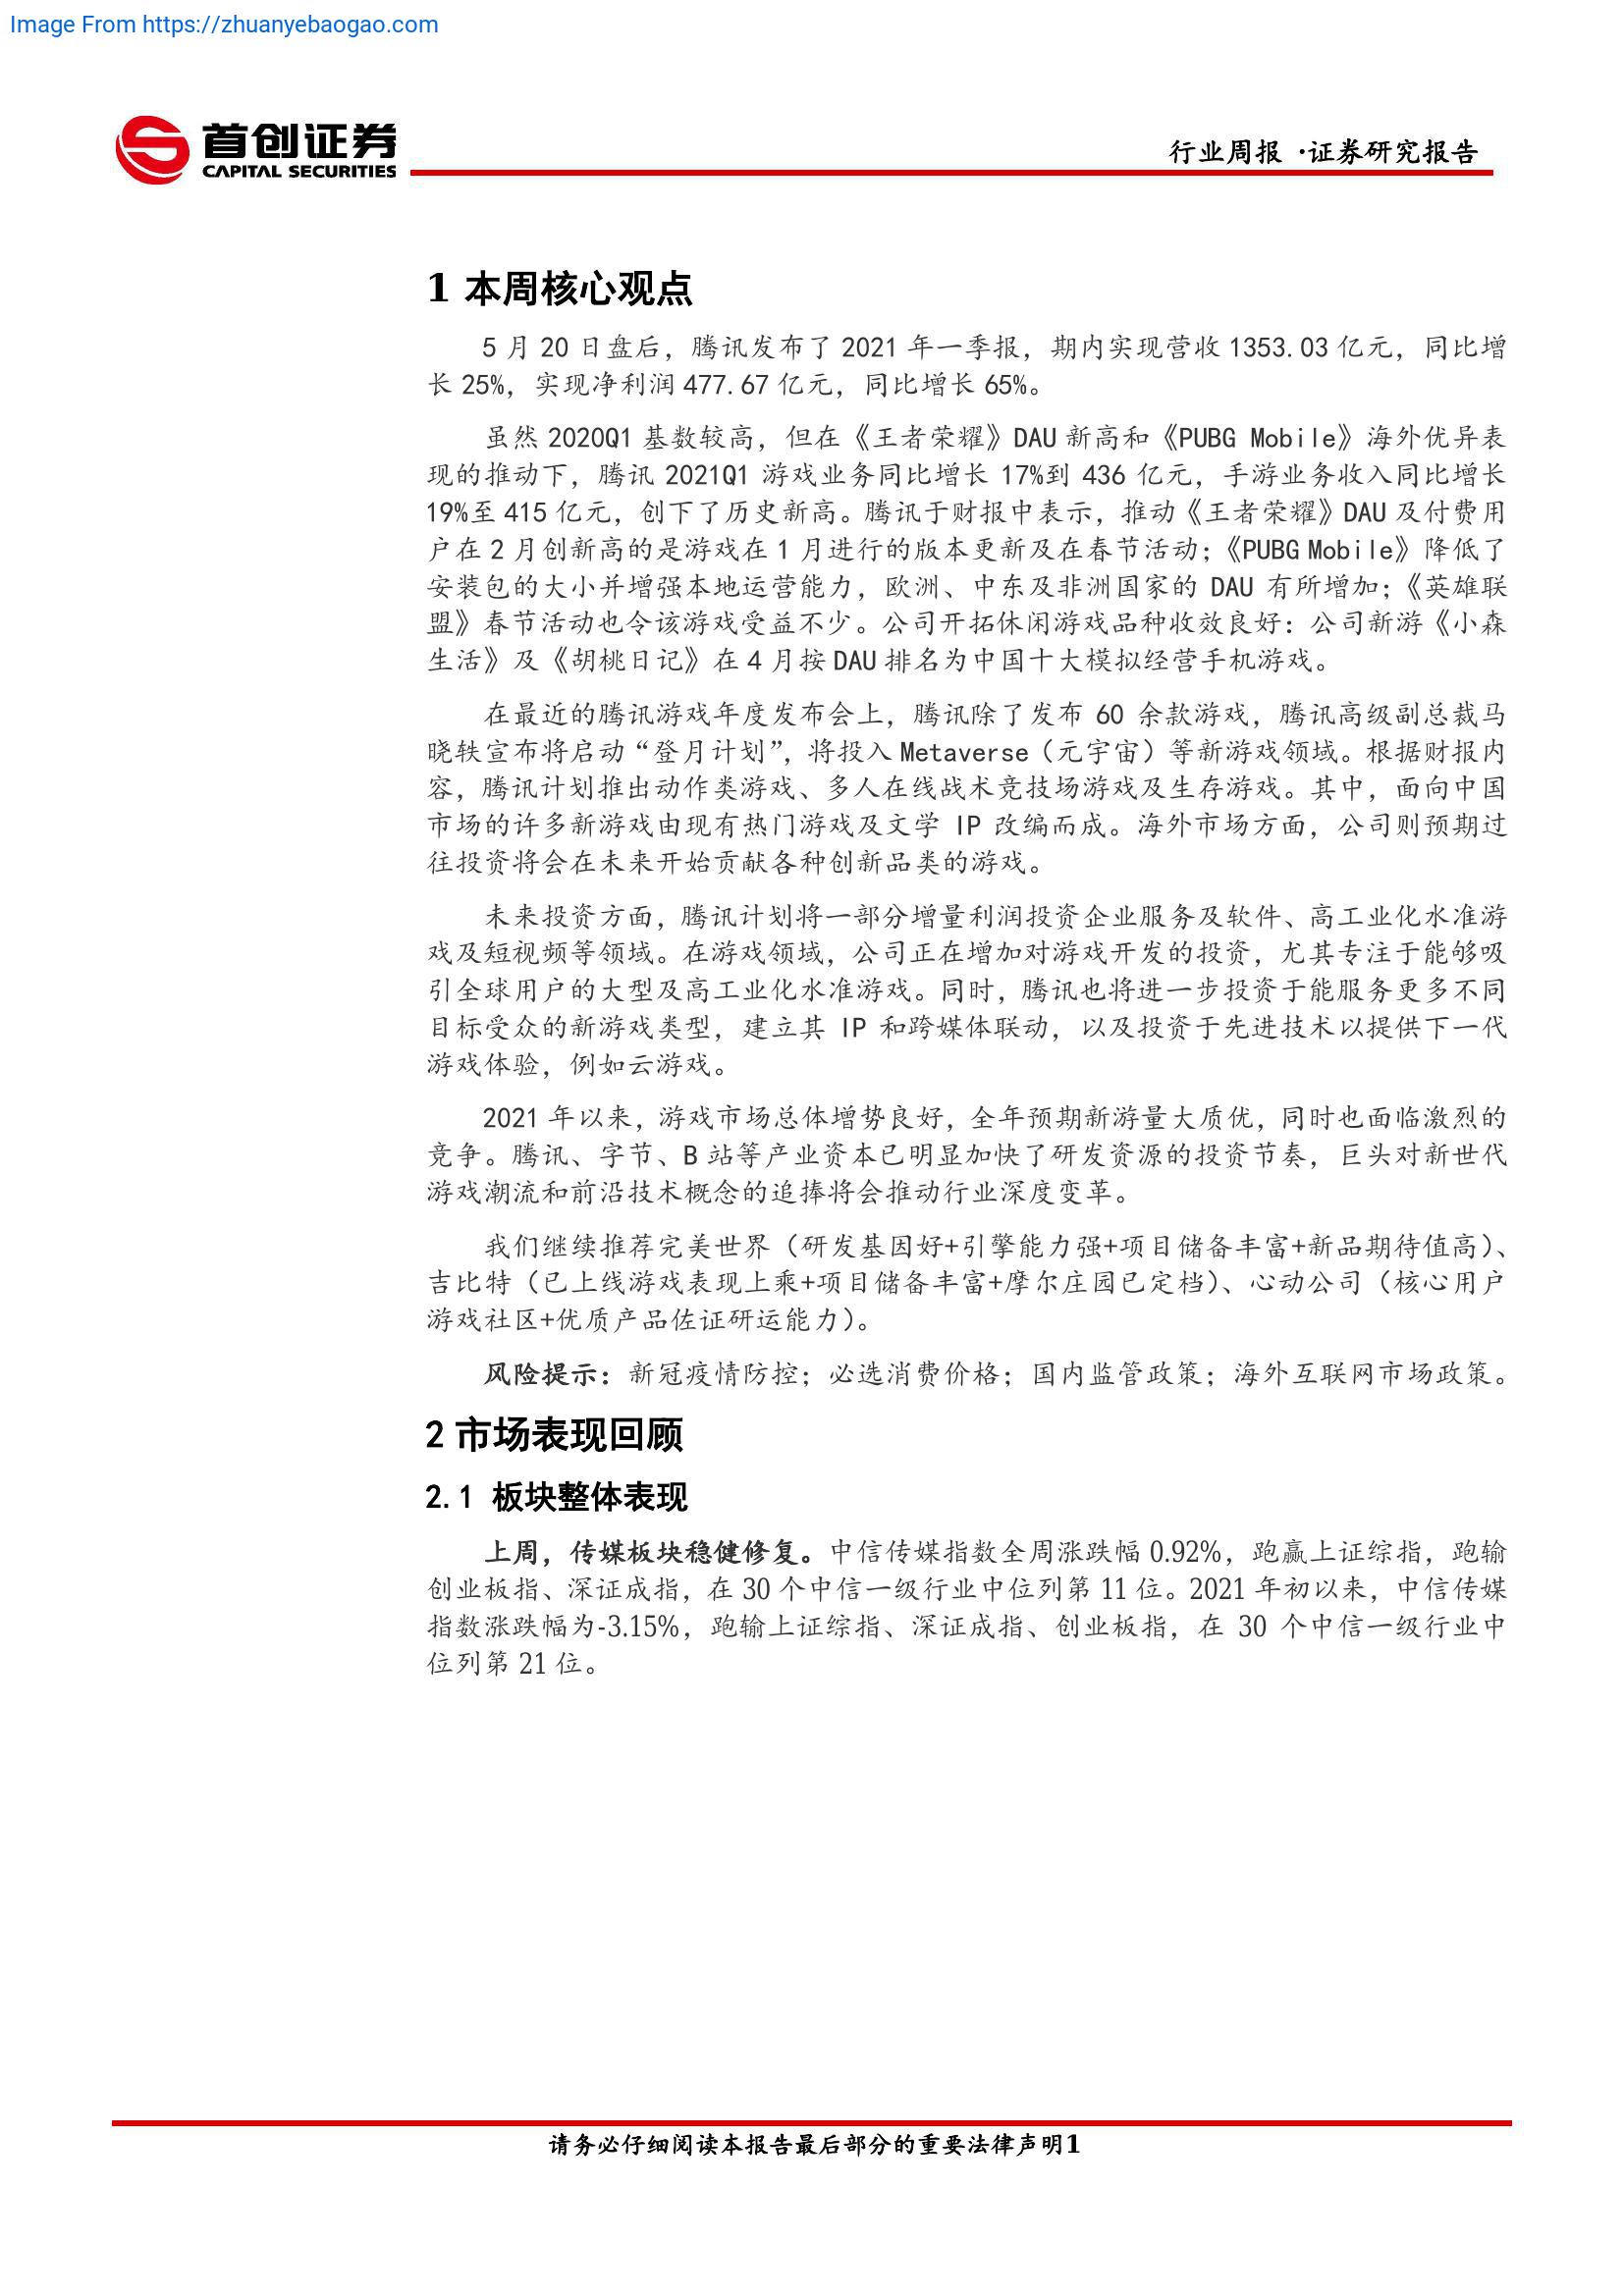 Image From https://zhuanyebaogao.com
首创证券
CAPITAL SECURITIES
行业周报 ·证券研究报告
1 本周核心观点
5 月 20 日盘后，腾讯发布了 2021 年一季报，期内实现营收 1353.03 亿元，同比增
长 25%，实现净利润 477.67 亿元，同比增长 65%。
虽然 2020Q1 基数较高，但在《王者荣耀》DAU 新高和《PUBG Mobile》海外优异表
现的推动下，腾讯 2021Q1 游戏业务同比增长 17%到 436 亿元，手游业务收入同比增长
19%至 415 亿元，创下了历史新高。腾讯于财报中表示，推动《王者荣耀》DAU 及付费用
户在 2 月创新高的是游戏在 1 月进行的版本更新及在春节活动；《PUBG Mobile》降低了
安装包的大小并增强本地运营能力，欧洲、中东及非洲国家的 DAU 有所增加；《英雄联
盟》春节活动也令该游戏受益不少。公司开拓休闲游戏品种收效良好：公司新游《小森
生活》及《胡桃日记》在 4 月按 DAU 排名为中国十大模拟经营手机游戏。
在最近的腾讯游戏年度发布会上，腾讯除了发布 60 余款游戏，腾讯高级副总裁马
晓轶宣布将启动“登月计划”，将投入 Metaverse（元宇宙）等新游戏领域。根据财报内
容，腾讯计划推出动作类游戏、多人在线战术竞技场游戏及生存游戏。其中，面向中国
市场的许多新游戏由现有热门游戏及文学 IP 改编而成。海外市场方面，公司则预期过
往投资将会在未来开始贡献各种创新品类的游戏。
未来投资方面，腾讯计划将一部分增量利润投资企业服务及软件、高工业化水准游
戏及短视频等领域。在游戏领域，公司正在增加对游戏开发的投资，尤其专注于能够吸
引全球用户的大型及高工业化水准游戏。同时，腾讯也将进一步投资于能服务更多不同
目标受众的新游戏类型，建立其 IP 和跨媒体联动，以及投资于先进技术以提供下一代
游戏体验，例如云游戏。
2021 年以来，游戏市场总体增势良好，全年预期新游量大质优，同时也面临激烈的
竞争。腾讯、字节、B 站等产业资本已明显加快了研发资源的投资节奏，巨头对新世代
游戏潮流和前沿技术概念的追捧将会推动行业深度变革。
我们继续推荐完美世界（研发基因好+引擎能力强+项目储备丰富+新品期待值高）、
吉比特（已上线游戏表现上乘+项目储备丰富+摩尔庄园已定档）、心动公司（核心用户
游戏社区+优质产品佐证研运能力）。
风险提示：新冠疫情防控；必选消费价格；国内监管政策；海外互联网市场政策。
2 市场表现回顾
2.1 板块整体表现
上周，传媒板块稳健修复。中信传媒指数全周涨跌幅 0.92%，跑赢上证综指，跑输
创业板指、深证成指，在 30 个中信一级行业中位列第 11 位。2021 年初以来，中信传媒
指数涨跌幅为-3.15%，跑输上证综指、深证成指、创业板指，在 30 个中信一级行业中
位列第 21 位。
请务必仔细阅读本报告最后部分的重要法律声明1